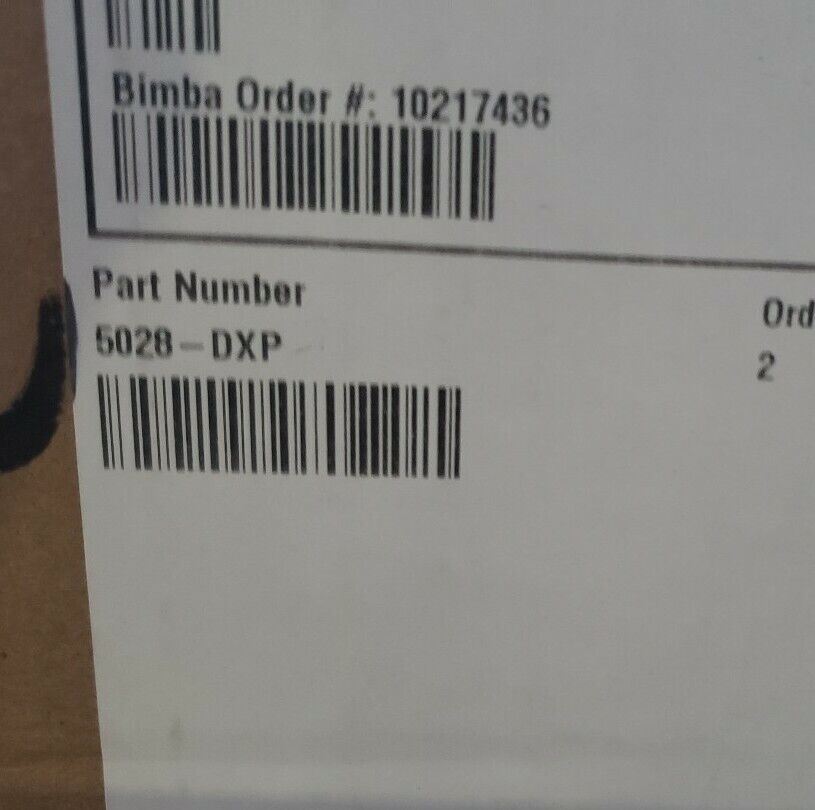 Bimba Order #: 10217436
Part Number
Ord
5028-DXP
2